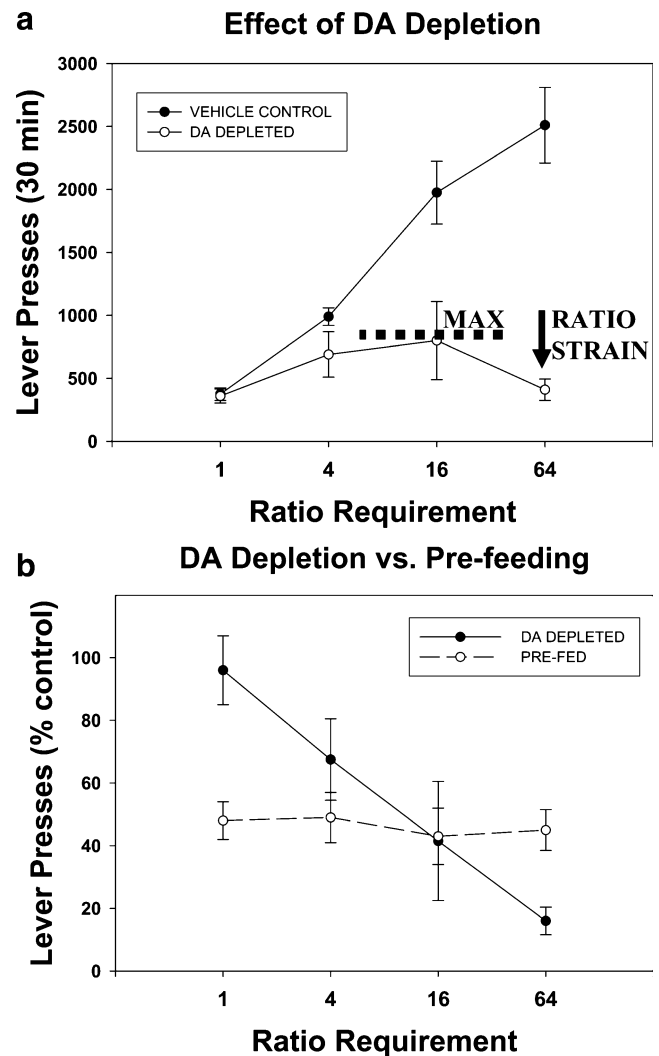 a
Effect of DA Depletion
Lever Presses (30 min)
3000
2500
2000
1500
1000
500
0
VEHICLE CONTROL
DA DEPLETED
MAX
RATIO
STRAIN
1 4 16 64
Ratio Requirement
b
DA Depletion vs. Pre-feeding
Lever Presses (% control)
100
80
60
40
20
0
DA DEPLETED
PRE-FED
1 4 16 64
Ratio Requirement